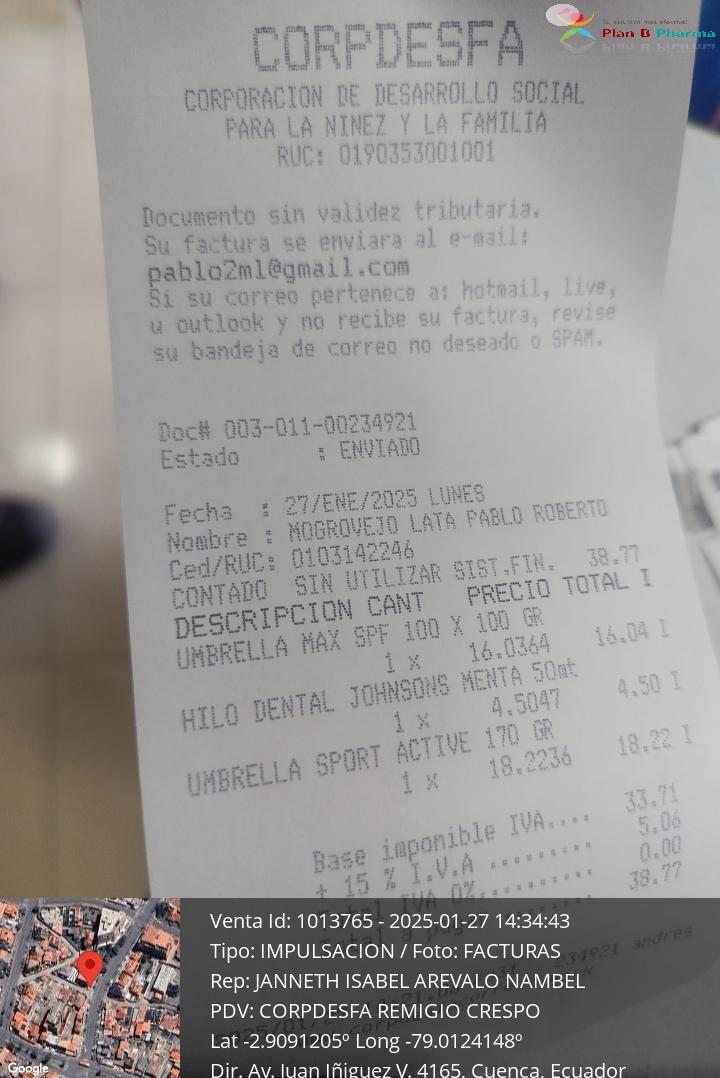 Su solucion mas efectiva!
Plan B Pharma
CORPDESFA
CORPORACION DE DESARROLLO SOCIAL
PARA LA NINEZ Y LA FAMILIA
RUC: 0190353001001
Documento sin validez tributaria.
Su factura se enviara al e-mail:
pablo2ml@gmail.com
Si su correo pertenece a: hotmail, live,
u outlook y no recibe su factura, revise
su bandeja de correo no deseado o SPAM.
Doc# 003-011-00234921
Estado : ENVIADO
Fecha : 27/ENE/2025 LUNES
Nombre : MOGROVEJO LATA PABLO ROBERTO
Ced/RUC: 0103142246
CONTADO SIN UTILIZAR SIST.FIN. 38.77
DESCRIPCION CANT PRECIO TOTAL I
UMBRELLA MAX SPF 100 X 100 GR
1 x 16.0364 16.04 I
HILO DENTAL JOHNSONS MENTA 50mt
1 x 4.5047 4.50 I
UMBRELLA SPORT ACTIVE 170 GR
1 x 18.2236 18.22 I
Base imponible IVA.... 33.71
+ 15 % I.V.A ......... 5.06
IVA 0%.......... 0.00
38.77
234921 andres
Venta Id: 1013765 - 2025-01-27 14:34:43
Tipo: IMPULSACION / Foto: FACTURAS
Rep: JANNETH ISABEL AREVALO NAMBEL
PDV: CORPDESFA REMIGIO CRESPO
Lat -2.9091205º Long -79.0124148º
Dir. Av. Juan Iñiguez V. 4165, Cuenca, Ecuador
Google